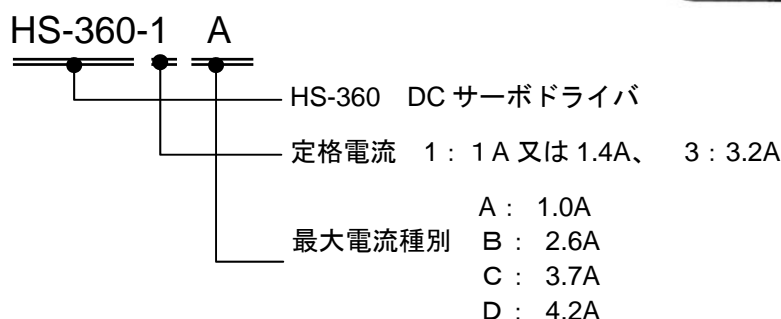 HS-360-1 A
HS-360 DC サーボドライバ
定格電流 1: 1A 又は 1.4A、 3:3.2A
A: 1.0A
最大電流種別 B: 2.6A
C: 3.7A
D: 4.2A